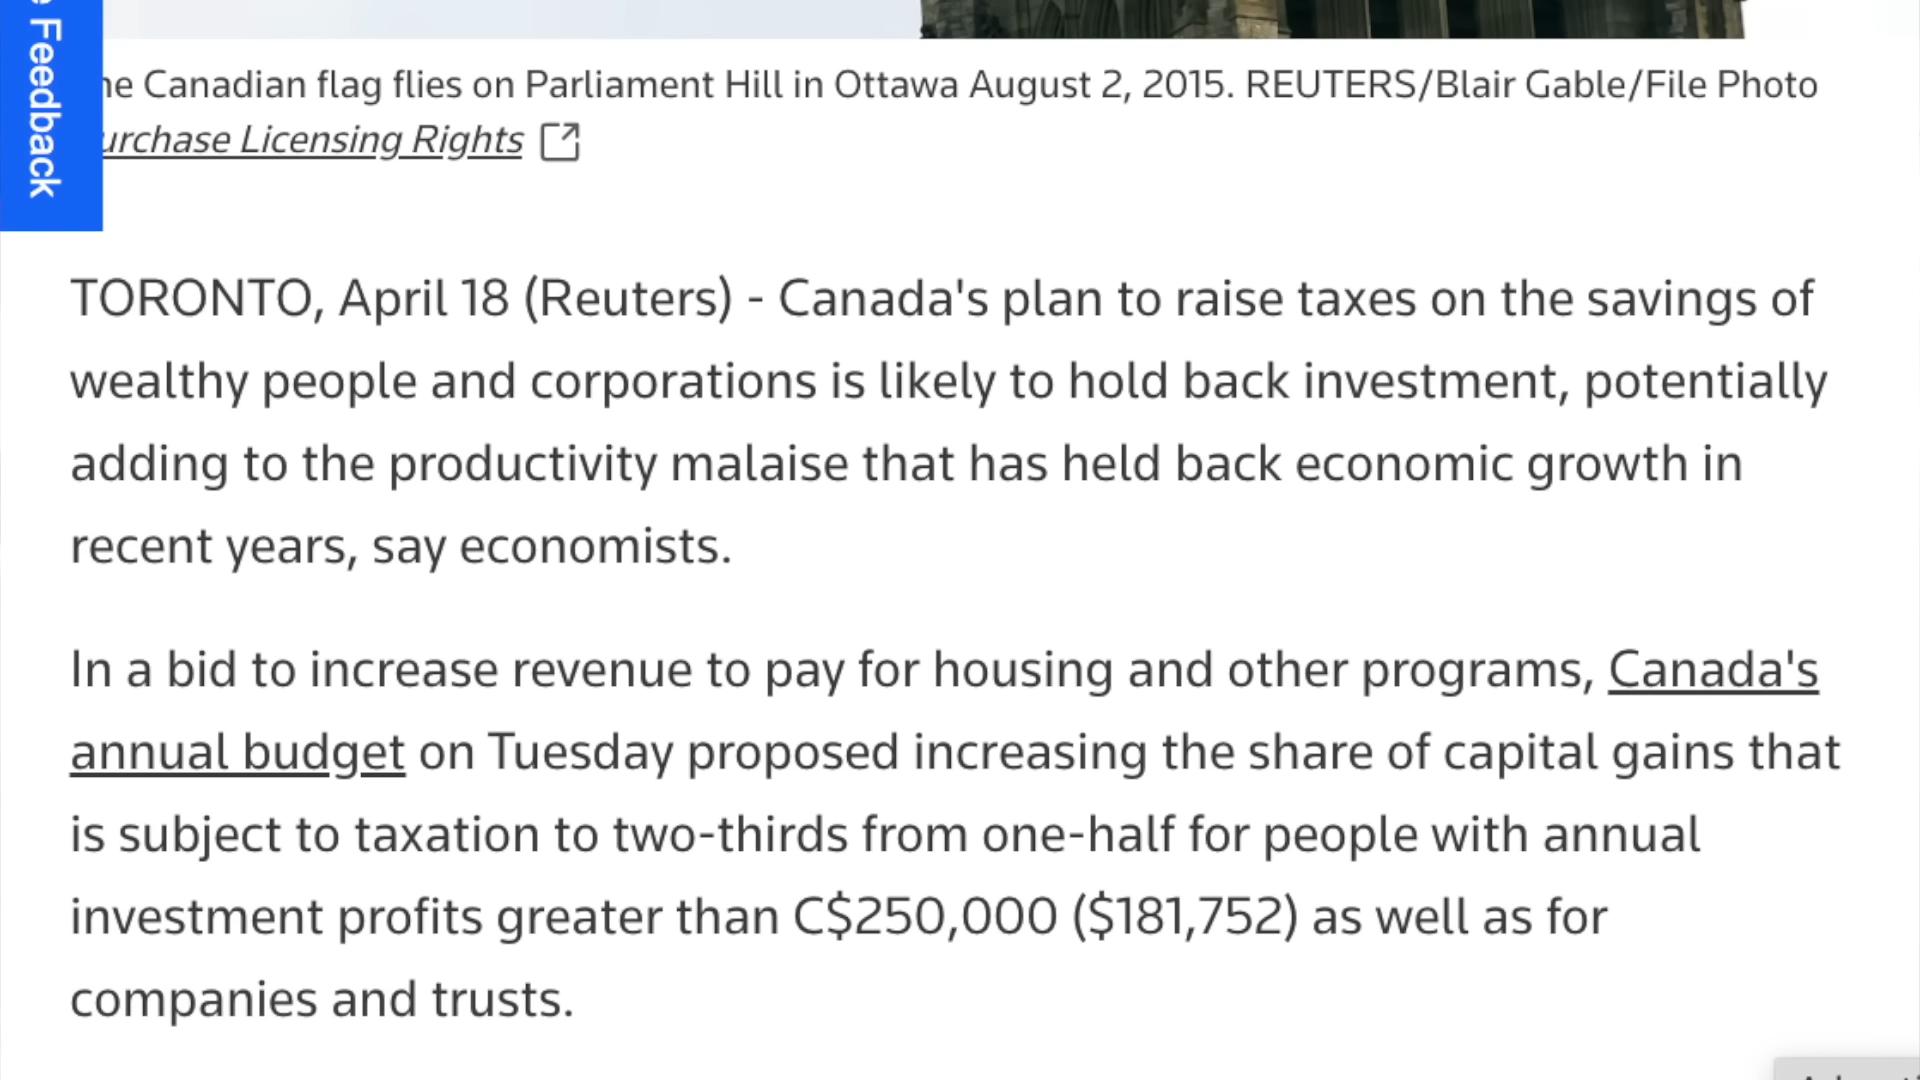 Feedback
he Canadian flag flies on Parliament Hill in Ottawa August 2, 2015. REUTERS/Blair Gable/File Photo
urchase Licensing Rights
TORONTO, April 18 (Reuters) - Canada's plan to raise taxes on the savings of
wealthy people and corporations is likely to hold back investment, potentially
adding to the productivity malaise that has held back economic growth in
recent years, say economists.
In a bid to increase revenue to pay for housing and other programs, Canada's
annual budget on Tuesday proposed increasing the share of capital gains that
is subject to taxation to two-thirds from one-half for people with annual
investment profits greater than C$250,000 ($181,752) as well as for
companies and trusts.